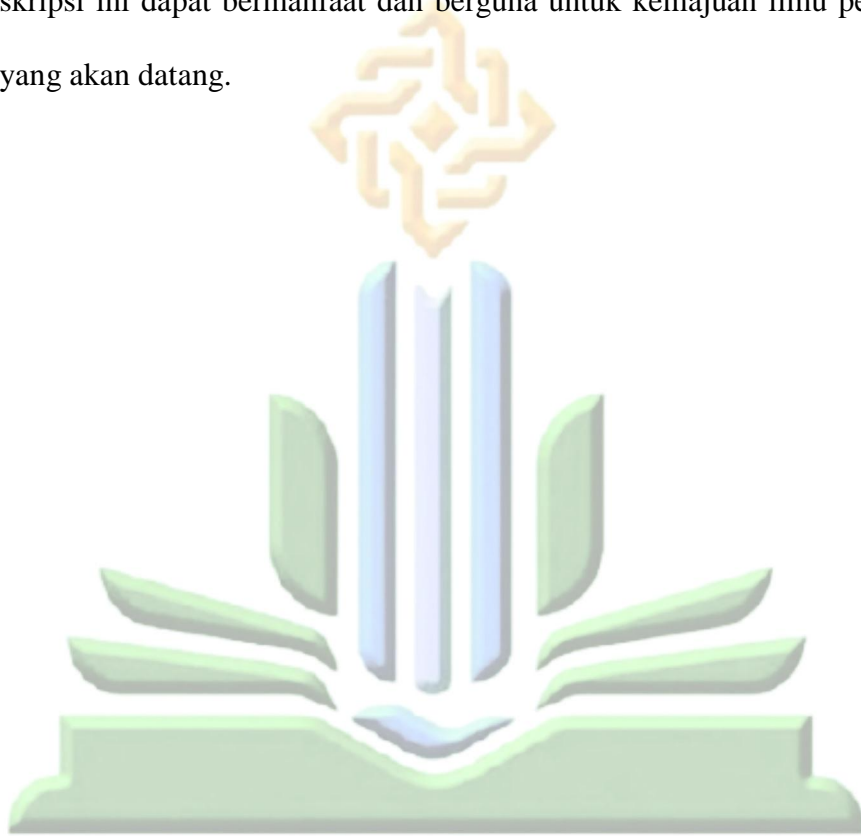 skripsi ini dapat bermanfaat dan berguna untuk kemajuan ilmu
yang akan datang.